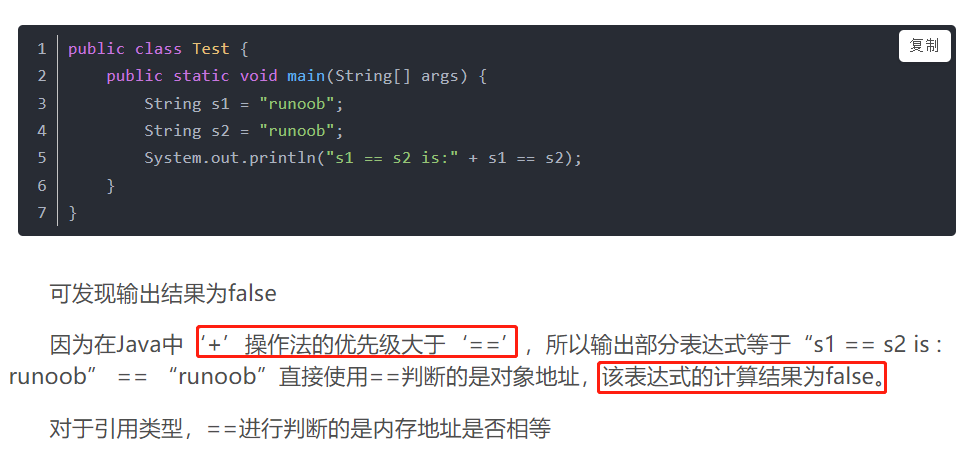 复制
1 public class Test {
2 public static void main(String[] args) {
3 String s1 = "runoob";
4 String s2 = "runoob";
5 System.out.println("s1 == s2 is:" + s1 == s2);
6 }
7 }
可发现输出结果为false
因为在Java中‘+’操作法的优先级大于‘==’，所以输出部分表达式等于“s1 == s2 is :
runoob” == “runoob”直接使用==判断的是对象地址，该表达式的计算结果为false。
对于引用类型，==进行判断的是内存地址是否相等